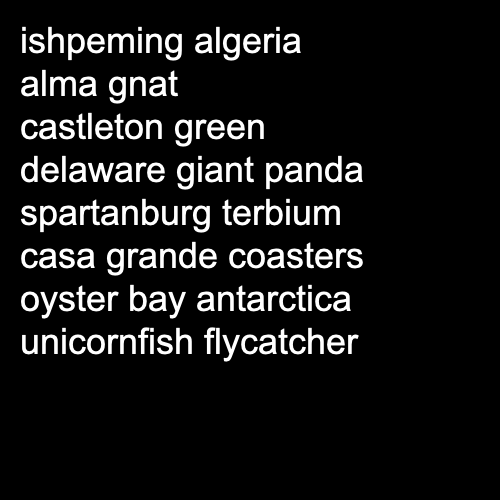 ishpeming algeria
alma gnat
castleton green
delaware giant panda
spartanburg terbium
casa grande coasters
oyster bay antarctica
unicornfish flycatcher